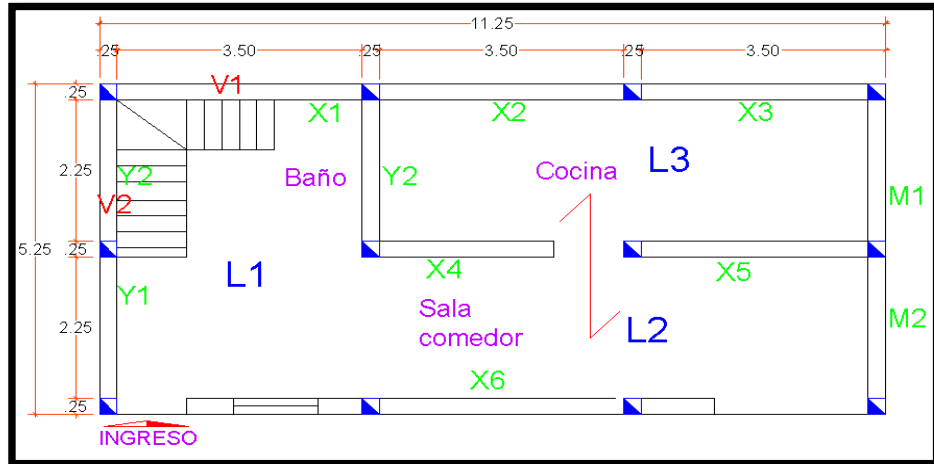 11.25
.25 3.50 .25 3.50 .25 3.50
V1
.25
X1 X2 X3
L3
2.25
Y2 Baño Y2 Cocina
V2 M1
5.25 .25
X4 X5
L1
Y1
Sala
comedor
L2 M2
2.25
X6
.25
INGRESO